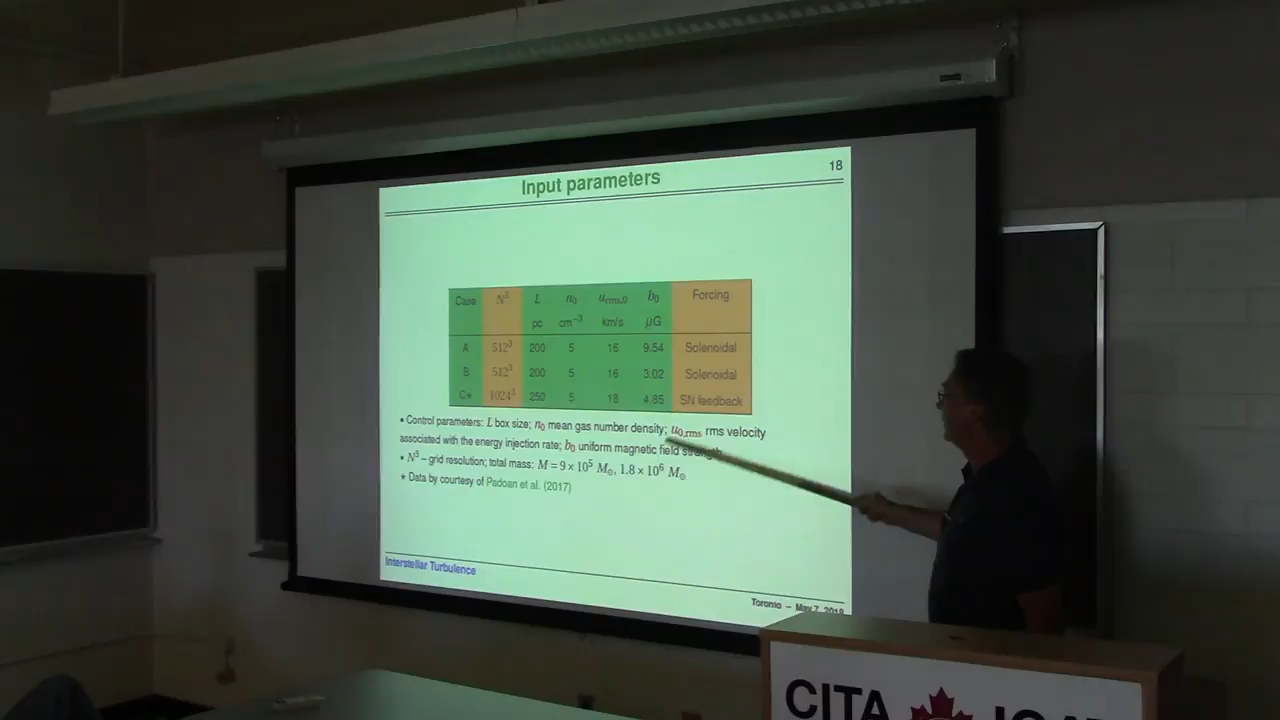 18
Input parameters
Case N³ L n₀ uᵣₘₛ,₀ b₀ Forcing
pc cm⁻³ km/s μG
A 512³ 200 5 16 9.54 Solenoidal
B 512³ 200 5 16 3.02 Solenoidal
C★ 1024³ 250 5 18 4.85 SN feedback
• Control parameters: L box size; n₀ mean gas number density; u₀,ᵣₘₛ rms velocity
associated with the energy injection rate; b₀ uniform magnetic field strength
• N³ – grid resolution; total mass: M = 9 × 10⁵ M⊙, 1.8 × 10⁶ M⊙
★ Data by courtesy of Padoan et al. (2017)
Interstellar Turbulence
Toronto – May 7, 2018
CITA